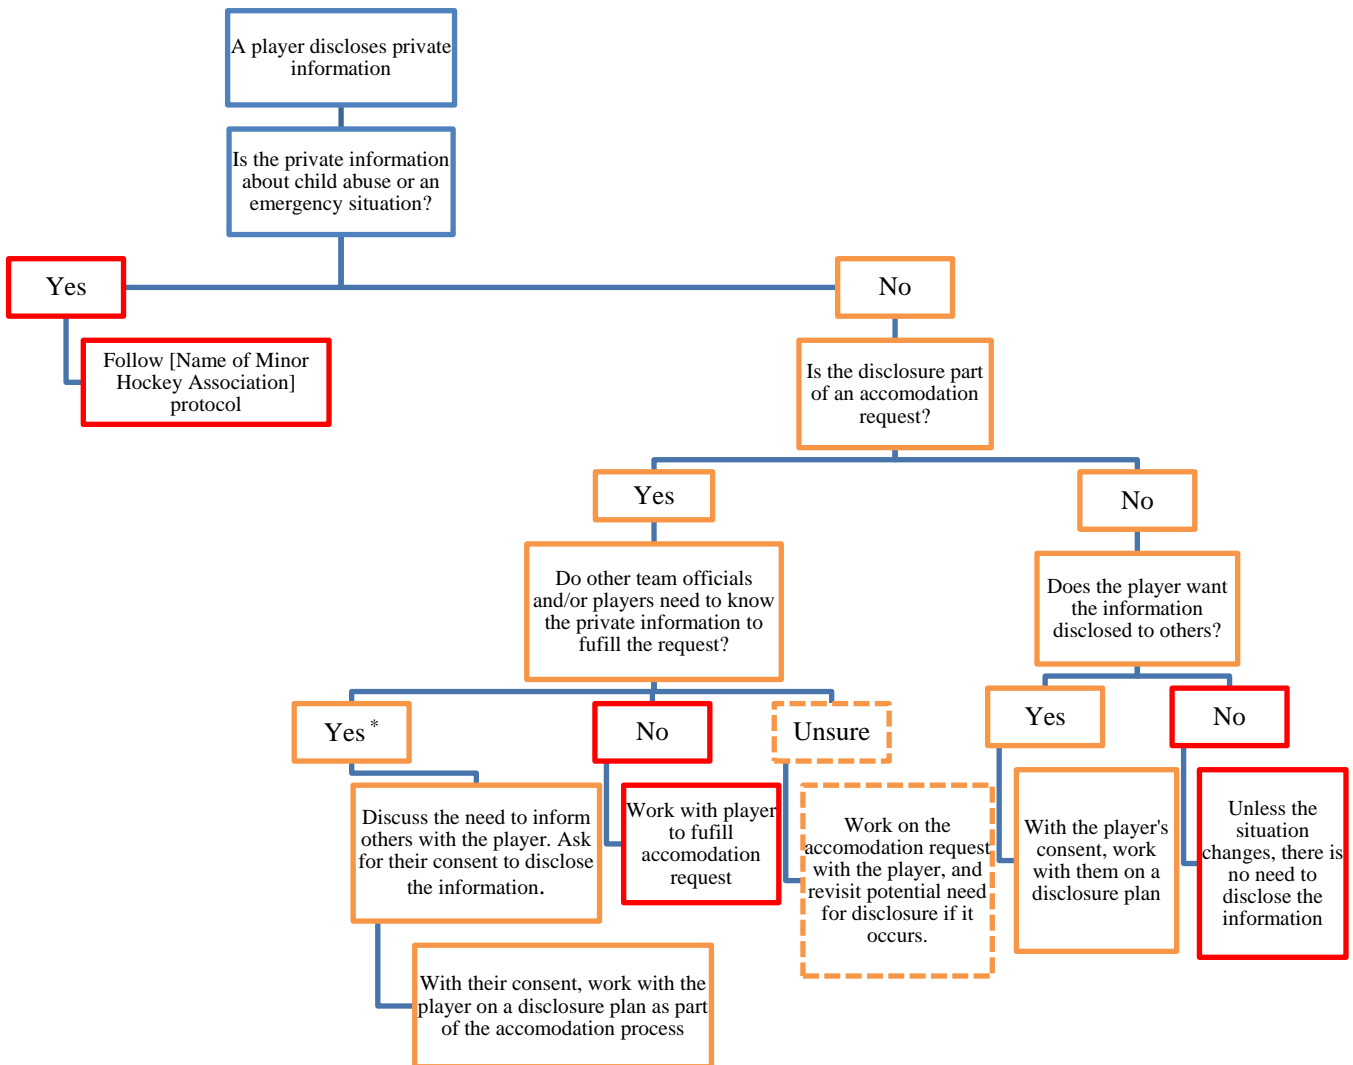 A player discloses private
information
Is the private information
about child abuse or an
emergency situation?
Yes
No
Follow [Name of Minor
Hockey Association]
protocol
Is the disclosure part
of an accomodation
request?
Yes
No
Do other team officials
and/or players need to know
the private information to
fufill the request?
Does the player want
the information
disclosed to others?
Yes *
No
Unsure
Yes
No
Discuss the need to inform
others with the player. Ask
for their consent to disclose
the information.
Work with player
to fufill
accomodation
request
Work on the
accomodation request
with the player, and
revisit potential need
for disclosure if it
occurs.
With the player's
consent, work
with them on a
disclosure plan
Unless the
situation
changes, there is
no need to
disclose the
information
With their consent, work with the
player on a disclosure plan as part
of the accomodation process